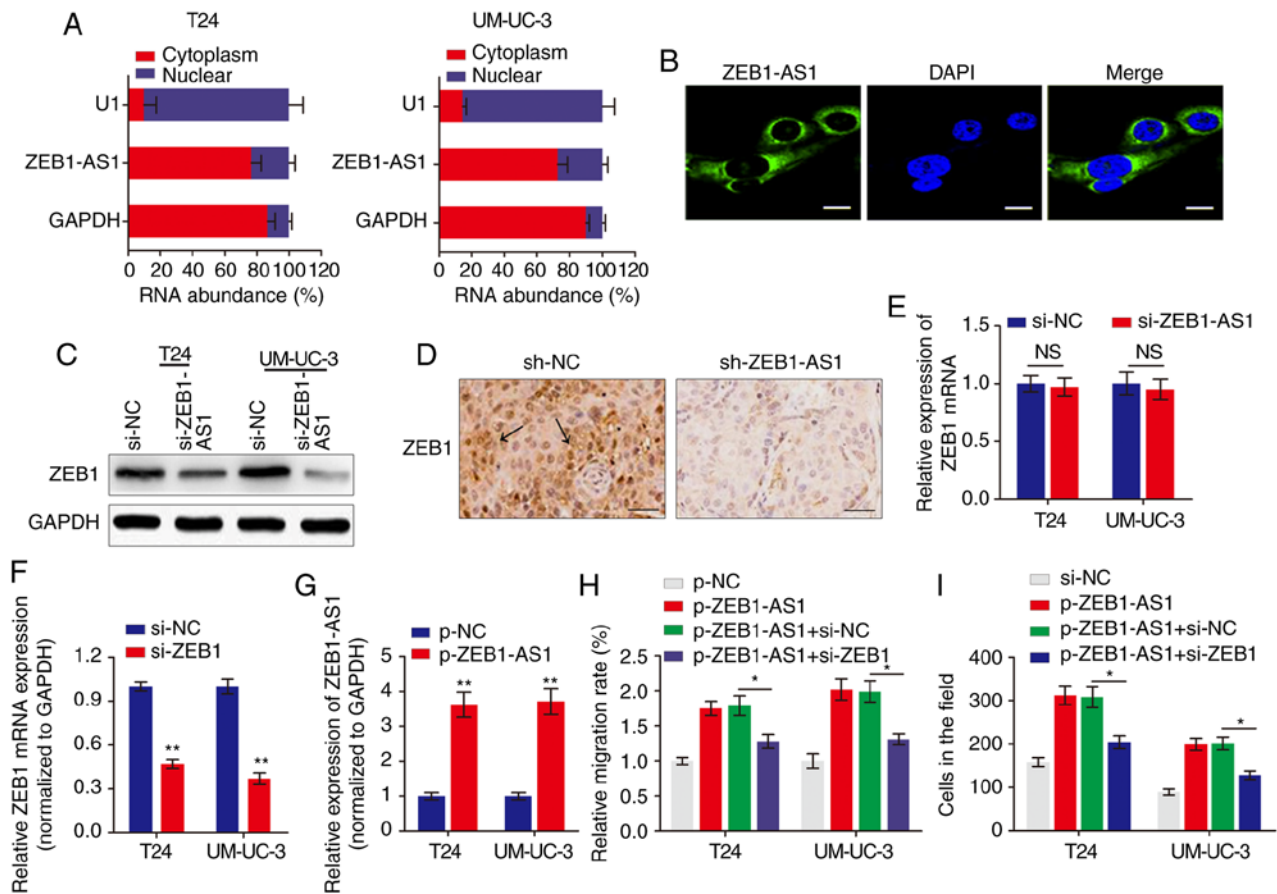 A
T24
Cytoplasm
Nuclear
U1
ZEB1-AS1
GAPDH
0 20 40 60 80 100 120
RNA abundance (%)
UM-UC-3
Cytoplasm
Nuclear
U1
ZEB1-AS1
GAPDH
0 20 40 60 80 100 120
RNA abundance (%)
B
ZEB1-AS1 DAPI Merge
C
T24 UM-UC-3
si-NC
si-ZEB1-
AS1
si-NC
si-ZEB1-
AS1
ZEB1
GAPDH
D
sh-NC sh-ZEB1-AS1
ZEB1
E
si-NC si-ZEB1-AS1
Relative expression of
ZEB1 mRNA
1.5
1.0
0.5
0.0
NS NS
T24 UM-UC-3
F
si-NC
si-ZEB1
Relative ZEB1 mRNA expression
(normalized to GAPDH)
1.2
0.9
0.6
0.3
0.0
** **
T24 UM-UC-3
G
p-NC
p-ZEB1-AS1
Relative expression of ZEB1-AS1
(normalized to GAPDH)
5
4
3
2
1
0
** **
T24 UM-UC-3
H
p-NC
p-ZEB1-AS1
p-ZEB1-AS1+si-NC
p-ZEB1-AS1+si-ZEB1
Relative migration rate (%)
2.5
2.0
1.5
1.0
0.5
0.0
* *
T24 UM-UC-3
I
si-NC
p-ZEB1-AS1
p-ZEB1-AS1+si-NC
p-ZEB1-AS1+si-ZEB1
Cells in the field
400
300
200
100
0
* *
T24 UM-UC-3